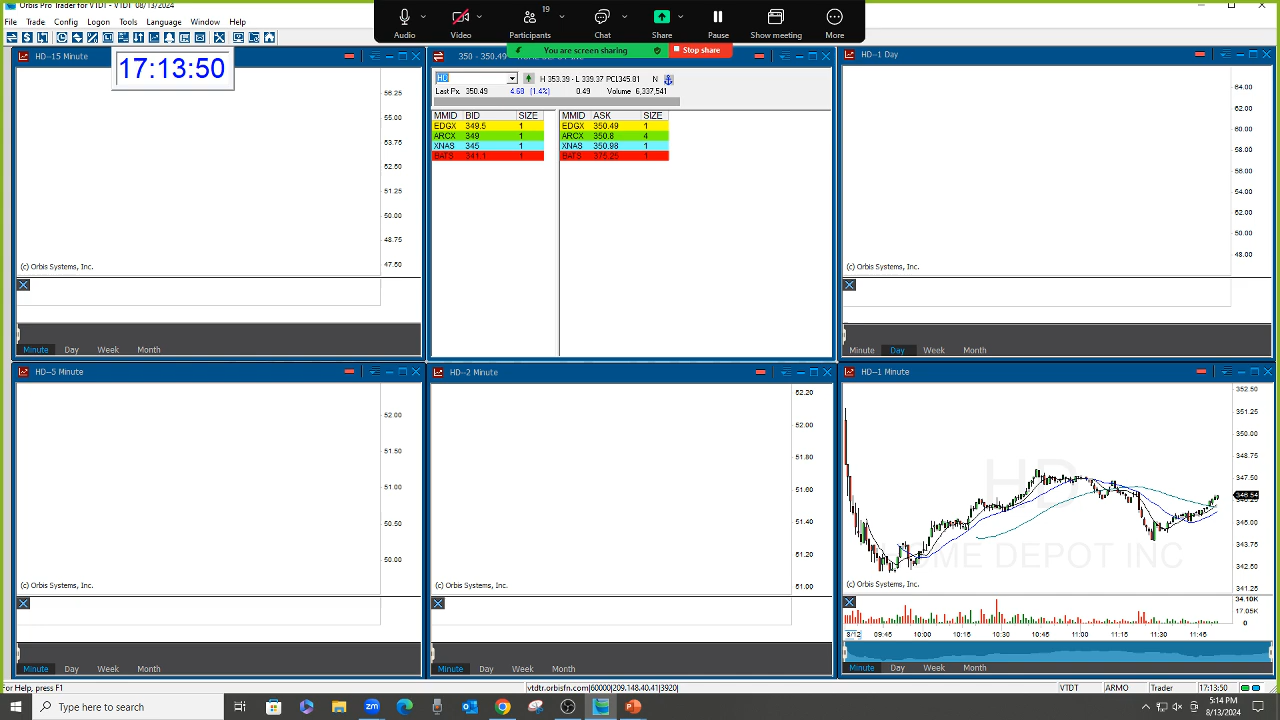 Orbis Pro Trader for VTDT - VTDT 08/13/2024
File Trade Orders Logon Tools Language Window Help
Audio Video 19 Participants Chat Share Pause Show meeting More
You are screen sharing Stop share
17:13:50
HD--15 Minute
56.25
55.00
53.75
52.50
51.25
50.00
48.75
47.50
(c) Orbis Systems, Inc.
Minute Day Week Month
350 - 350.49
HD H 353.39 - L 339.37 PCL345.81 N
Last Px. 350.49 4.68 (1.4%) 0.49 Volume 6,337,541
MMID BID SIZE MMID ASK SIZE
EDGX 349.5 1 EDGX 350.49 1
ARCX 349 1 ARCX 350.8 4
XNAS 345 1 XNAS 350.98 1
BATS 341.1 1 BATS 375.25 1
HD--1 Day
64.00
62.00
60.00
58.00
56.00
54.00
52.00
50.00
48.00
(c) Orbis Systems, Inc.
Minute Day Week Month
HD--5 Minute
52.00
51.50
51.00
50.50
50.00
(c) Orbis Systems, Inc.
Minute Day Week Month
HD--2 Minute
62.20
62.00
61.80
61.60
61.40
61.20
61.00
(c) Orbis Systems, Inc.
Minute Day Week Month
HD--1 Minute
352.50
351.25
350.00
348.75
347.50
346.54
345.00
343.75
342.50
341.25
HD
HOME DEPOT INC
(c) Orbis Systems, Inc.
34.10K
17.05K
0
8/12 09:45 10:00 10:15 10:30 10:45 11:00 11:15 11:30 11:45
Minute Day Week Month
For Help, press F1 vtdtr.orbisfn.com|60000|209.148.40.41|3920| VTDT ARMO Trader 17:13:50
Type here to search
5:14 PM
8/13/2024